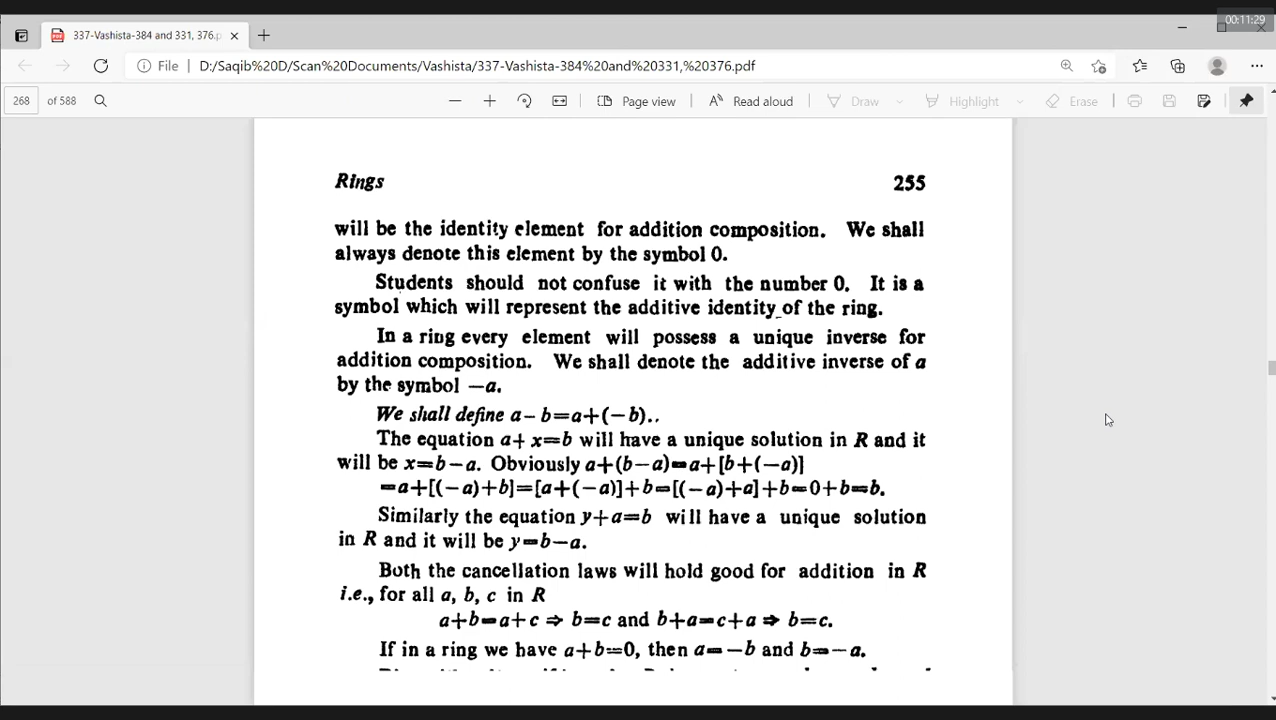 00:11:29
337-Vashista-384 and 331, 376.p
File D:/Saqib%20D/Scan%20Documents/Vashista/337-Vashista-384%20and%20331,%20376.pdf
268 of 588 Page view Read aloud Draw Highlight Erase
Rings 255
will be the identity element for addition composition. We shall
always denote this element by the symbol 0.
Students should not confuse it with the number 0. It is a
symbol which will represent the additive identity of the ring.
In a ring every element will possess a unique inverse for
addition composition. We shall denote the additive inverse of a
by the symbol —a.
We shall define a—b=a+(—b)..
The equation a+x=b will have a unique solution in R and it
will be x=b—a. Obviously a+(b—a)=a+[b+(—a)]
=a+[(—a)+b]=[a+(—a)]+b=[(—a)+a]+b=0+b=b.
Similarly the equation y+a=b will have a unique solution
in R and it will be y=b—a.
Both the cancellation laws will hold good for addition in R
i.e., for all a, b, c in R
a+b=a+c ⇒ b=c and b+a=c+a ⇒ b=c.
If in a ring we have a+b=0, then a=—b and b=—a.